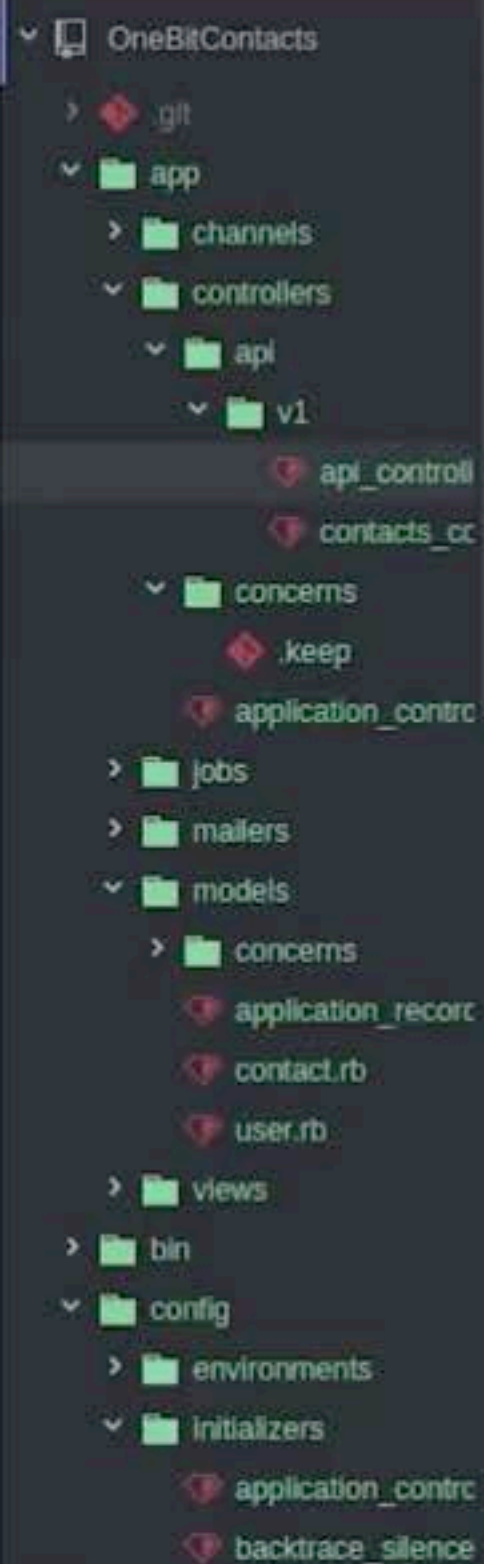 OneBitContacts
.git
app
channels
controllers
api
v1
api_controll
contacts_cc
concerns
.keep
application_contrc
jobs
mailers
models
concerns
application_recorc
contact.rb
user.rb
views
bin
config
environments
initializers
application_contrc
backtrace_silence